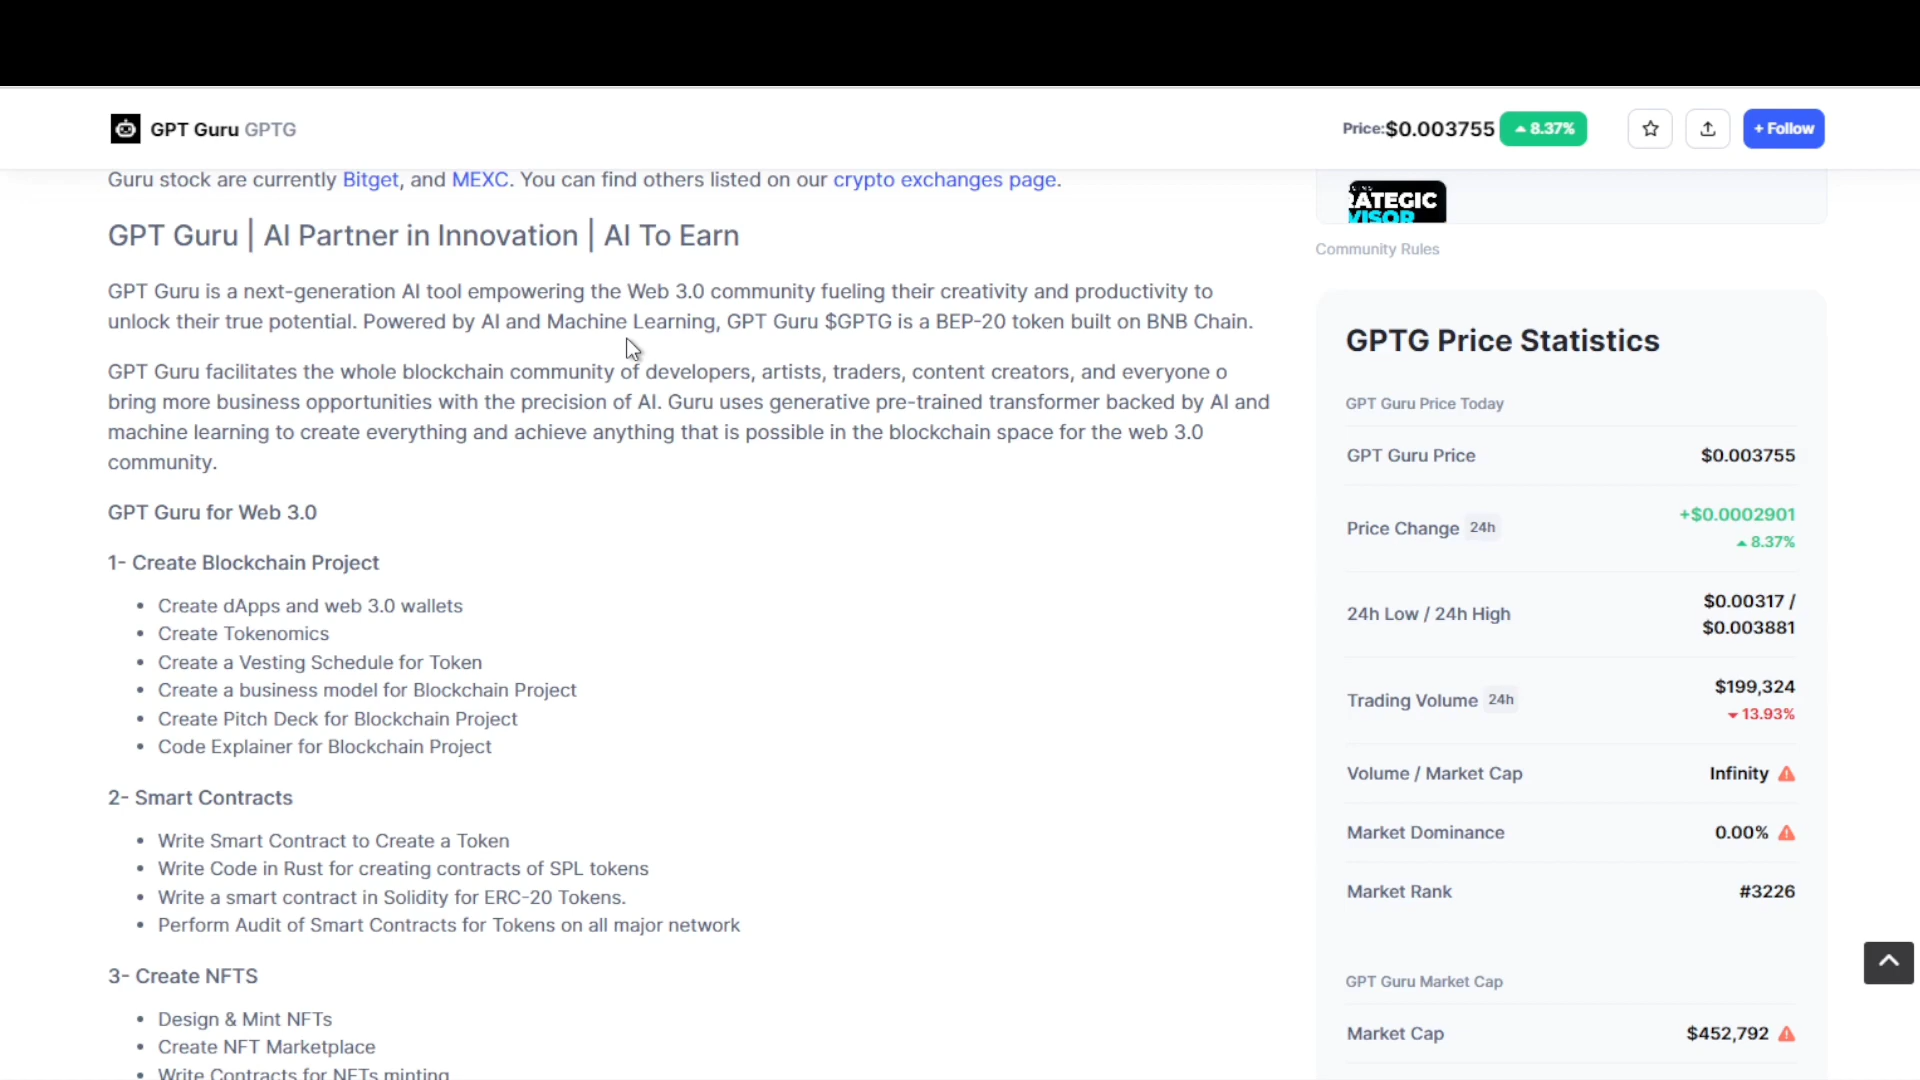 GPT Guru GPTG
Price:$0.003755 8.37%
+ Follow
Guru stock are currently Bitget, and MEXC. You can find others listed on our crypto exchanges page.
GPT Guru | AI Partner in Innovation | AI To Earn
GPT Guru is a next-generation AI tool empowering the Web 3.0 community fueling their creativity and productivity to
unlock their true potential. Powered by AI and Machine Learning, GPT Guru $GPTG is a BEP-20 token built on BNB Chain.
GPT Guru facilitates the whole blockchain community of developers, artists, traders, content creators, and everyone o
bring more business opportunities with the precision of AI. Guru uses generative pre-trained transformer backed by AI and
machine learning to create everything and achieve anything that is possible in the blockchain space for the web 3.0
community.
GPT Guru for Web 3.0
1- Create Blockchain Project
• Create dApps and web 3.0 wallets
• Create Tokenomics
• Create a Vesting Schedule for Token
• Create a business model for Blockchain Project
• Create Pitch Deck for Blockchain Project
• Code Explainer for Blockchain Project
2- Smart Contracts
• Write Smart Contract to Create a Token
• Write Code in Rust for creating contracts of SPL tokens
• Write a smart contract in Solidity for ERC-20 Tokens.
• Perform Audit of Smart Contracts for Tokens on all major network
3- Create NFTS
• Design & Mint NFTs
• Create NFT Marketplace
• Write Contracts for NFTs minting
RATEGIC
VISOR
Community Rules
GPTG Price Statistics
GPT Guru Price Today
GPT Guru Price $0.003755
Price Change 24h +$0.0002901
8.37%
24h Low / 24h High $0.00317 /
$0.003881
Trading Volume 24h $199,324
13.93%
Volume / Market Cap Infinity
Market Dominance 0.00%
Market Rank #3226
GPT Guru Market Cap
Market Cap $452,792